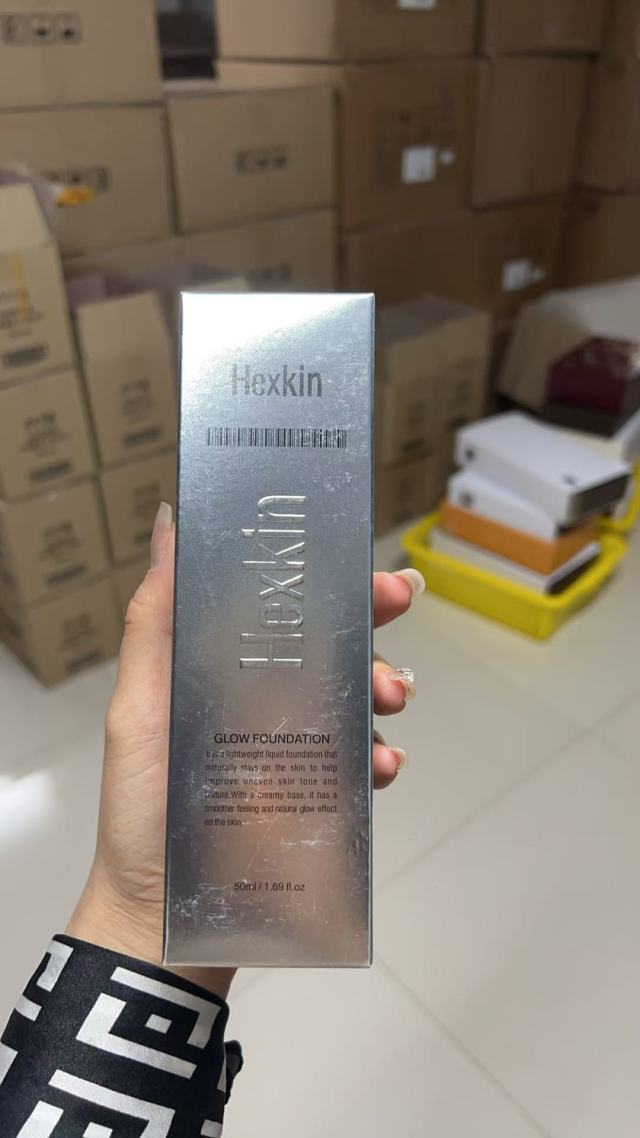 Hexkin
Hexkin
GLOW FOUNDATION
It is a lightweight liquid foundation that
naturally stays on the skin to help
improve uneven skin tone and
texture.With a creamy base, it has a
smoother feeling and natural glow effect
on the skin.
50ml / 1.69 fl.oz